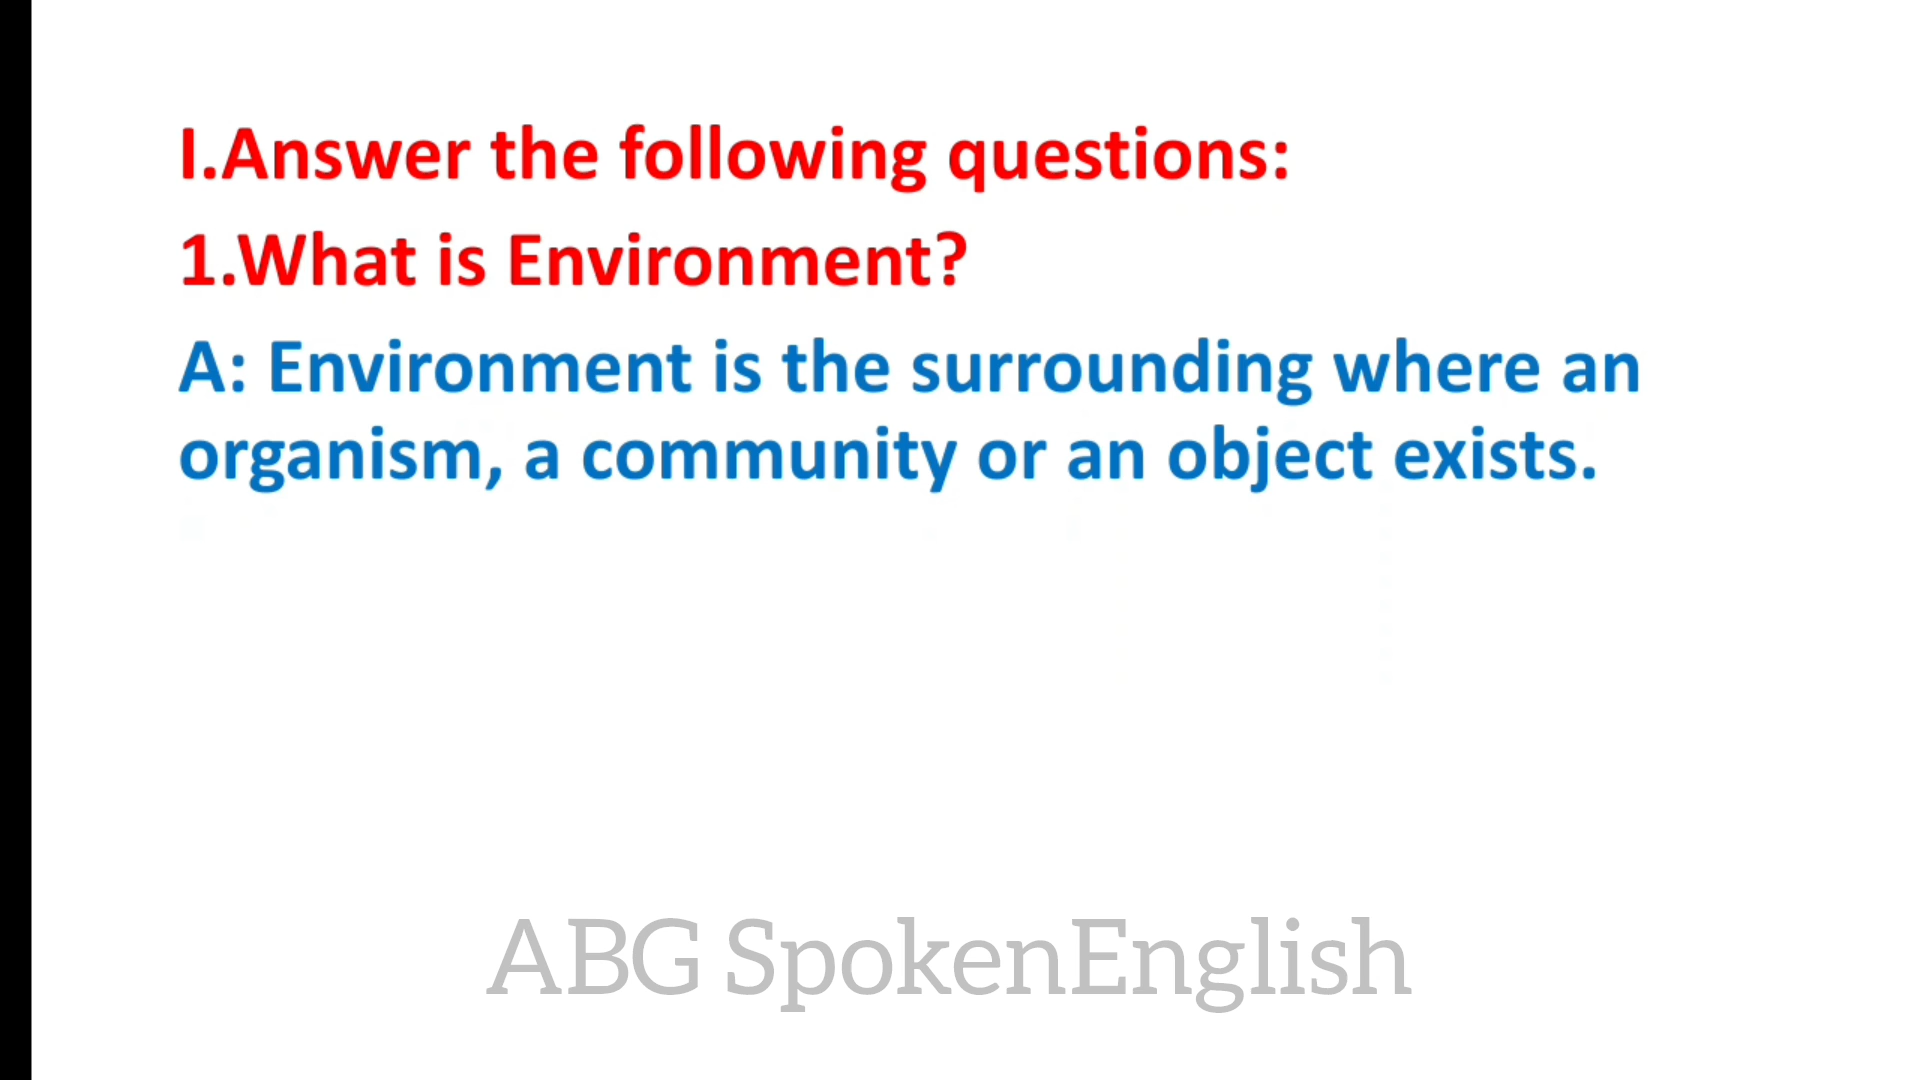 I.Answer the following questions:
1.What is Environment?
A: Environment is the surrounding where an
organism, a community or an object exists.
ABG SpokenEnglish